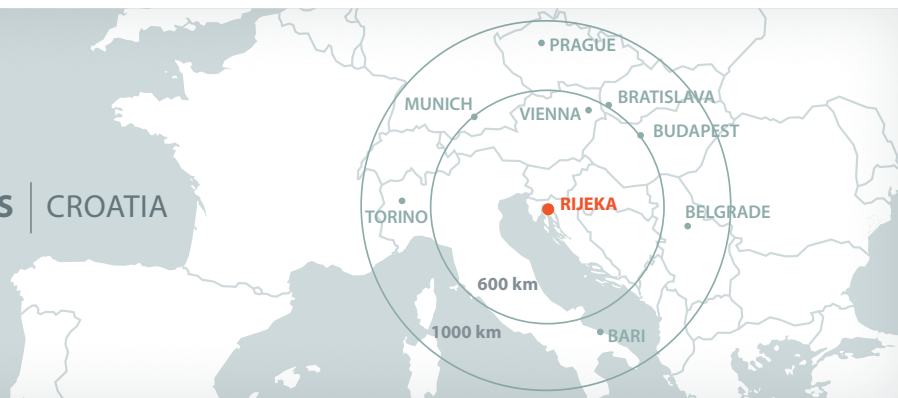 PRAGUE
MUNICH
BRATISLAVA
VIENNA
BUDAPEST
S | CROATIA
RIJEKA
TORINO
BELGRADE
600 km
1000 km
BARI